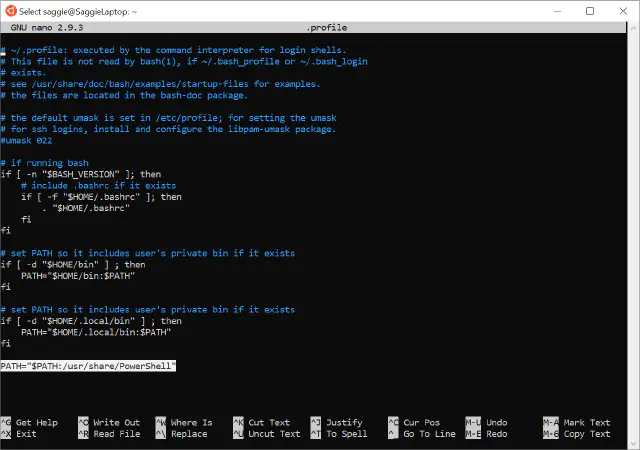 Select saggie@SaggieLaptop: ~
GNU nano 2.9.3 .profile
# ~/.profile: executed by the command interpreter for login shells.
# This file is not read by bash(1), if ~/.bash_profile or ~/.bash_login
# exists.
# see /usr/share/doc/bash/examples/startup-files for examples.
# the files are located in the bash-doc package.
# the default umask is set in /etc/profile; for setting the umask
# for ssh logins, install and configure the libpam-umask package.
#umask 022
# if running bash
if [ -n "$BASH_VERSION" ]; then
    # include .bashrc if it exists
    if [ -f "$HOME/.bashrc" ]; then
        . "$HOME/.bashrc"
    fi
fi
# set PATH so it includes user's private bin if it exists
if [ -d "$HOME/bin" ] ; then
    PATH="$HOME/bin:$PATH"
fi
# set PATH so it includes user's private bin if it exists
if [ -d "$HOME/.local/bin" ] ; then
    PATH="$HOME/.local/bin:$PATH"
fi
PATH="$PATH:/usr/share/PowerShell"
^G Get Help ^O Write Out ^W Where Is ^K Cut Text ^J Justify ^C Cur Pos M-U Undo M-A Mark Text
^X Exit ^R Read File ^\ Replace ^U Uncut Text ^T To Spell ^_ Go To Line M-E Redo M-6 Copy Text